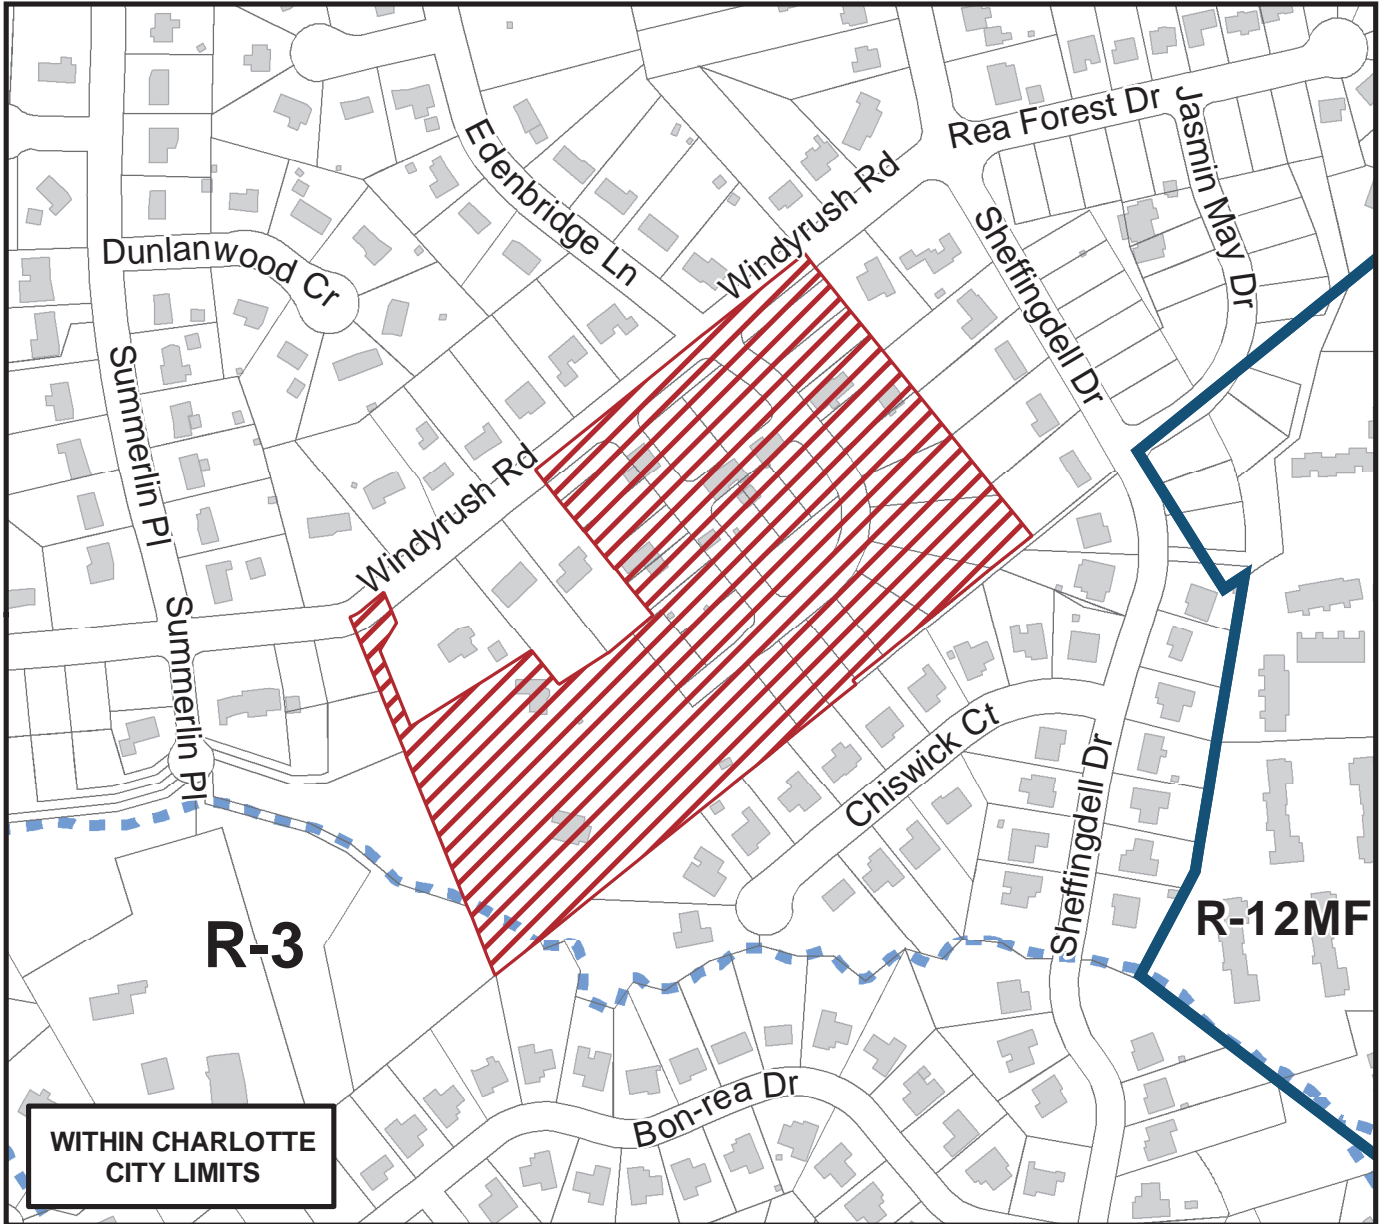 Rea Forest Dr
Jasmin May Dr
Edenbridge Ln
Windyrush Rd
Sheffingdell Dr
Dunlanwood Cr
Summerlin Pl
Windyrush Rd
Summerlin Pl
Chiswick Ct
Sheffingdell Dr
R-3
R-12MF
Bon-rea Dr
WITHIN CHARLOTTE
CITY LIMITS